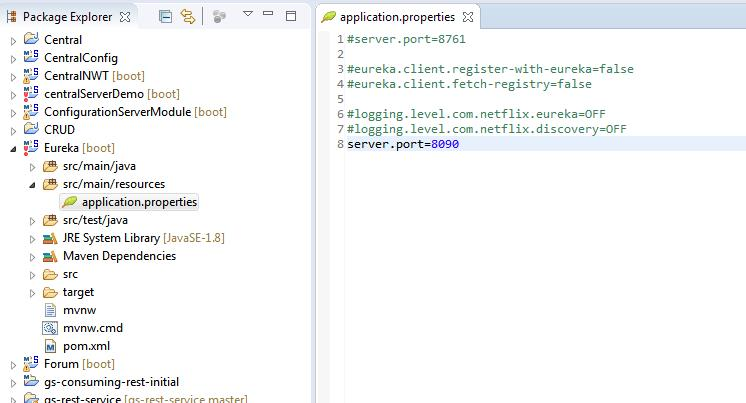 Package Explorer
Central
CentralConfig
CentralNWT [boot]
centralServerDemo [boot]
ConfigurationServerModule [boot]
CRUD
Eureka [boot]
src/main/java
src/main/resources
application.properties
src/test/java
JRE System Library [JavaSE-1.8]
Maven Dependencies
src
target
mvnw
mvnw.cmd
pom.xml
Forum [boot]
gs-consuming-rest-initial
gs-rest-service [gs-rest-service master]
application.properties
1 #server.port=8761
2
3 #eureka.client.register-with-eureka=false
4 #eureka.client.fetch-registry=false
5
6 #logging.level.com.netflix.eureka=OFF
7 #logging.level.com.netflix.discovery=OFF
8 server.port=8090